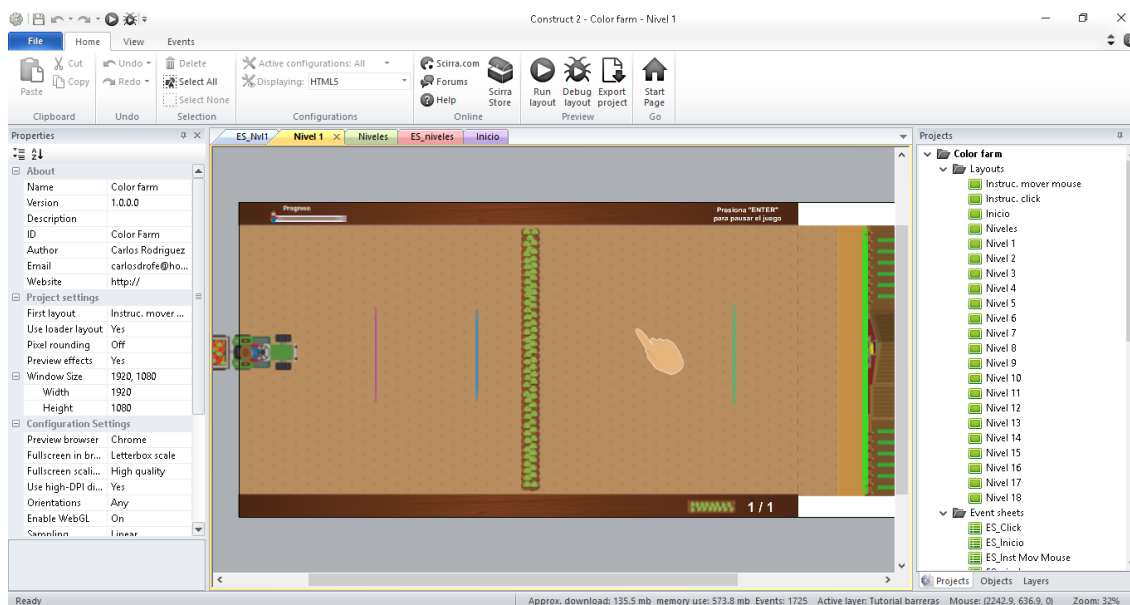 Construct 2 - Color farm - Nivel 1
File Home View Events
Paste
Cut
Copy
Clipboard
Undo
Redo
Undo
Delete
Select All
Select None
Selection
Active configurations: All
Displaying: HTML5
Configurations
Scirra.com
Forums
Help
Scirra Store
Online
Run layout
Debug layout
Export project
Preview
Start Page
Go
Properties
About
Name Color farm
Version 1.0.0.0
Description
ID Color Farm
Author Carlos Rodriguez
Email carlosdrofe@ho...
Website http://
Project settings
First layout Instruc. mover ...
Use loader layout Yes
Pixel rounding Off
Preview effects Yes
Window Size 1920, 1080
Width 1920
Height 1080
Configuration Settings
Preview browser Chrome
Fullscreen in br... Letterbox scale
Fullscreen scali... High quality
Use high-DPI di... Yes
Orientations Any
Enable WebGL On
Sampling Linear
ES_Nvl1 Nivel 1 Niveles ES_niveles Inicio
Progreso
Presiona "ENTER"
para pausar el juego
1 / 1
Projects
Color farm
Layouts
Instruc. mover mouse
Instruc. click
Inicio
Niveles
Nivel 1
Nivel 2
Nivel 3
Nivel 4
Nivel 5
Nivel 6
Nivel 7
Nivel 8
Nivel 9
Nivel 10
Nivel 11
Nivel 12
Nivel 13
Nivel 14
Nivel 15
Nivel 16
Nivel 17
Nivel 18
Event sheets
ES_Click
ES_Inicio
ES_Inst Mov Mouse
Projects Objects Layers
Ready
Approx. download: 135.5 mb memory use: 573.8 mb Events: 1725 Active layer: Tutorial barreras Mouse: (2242.9, 636.9, 0) Zoom: 32%